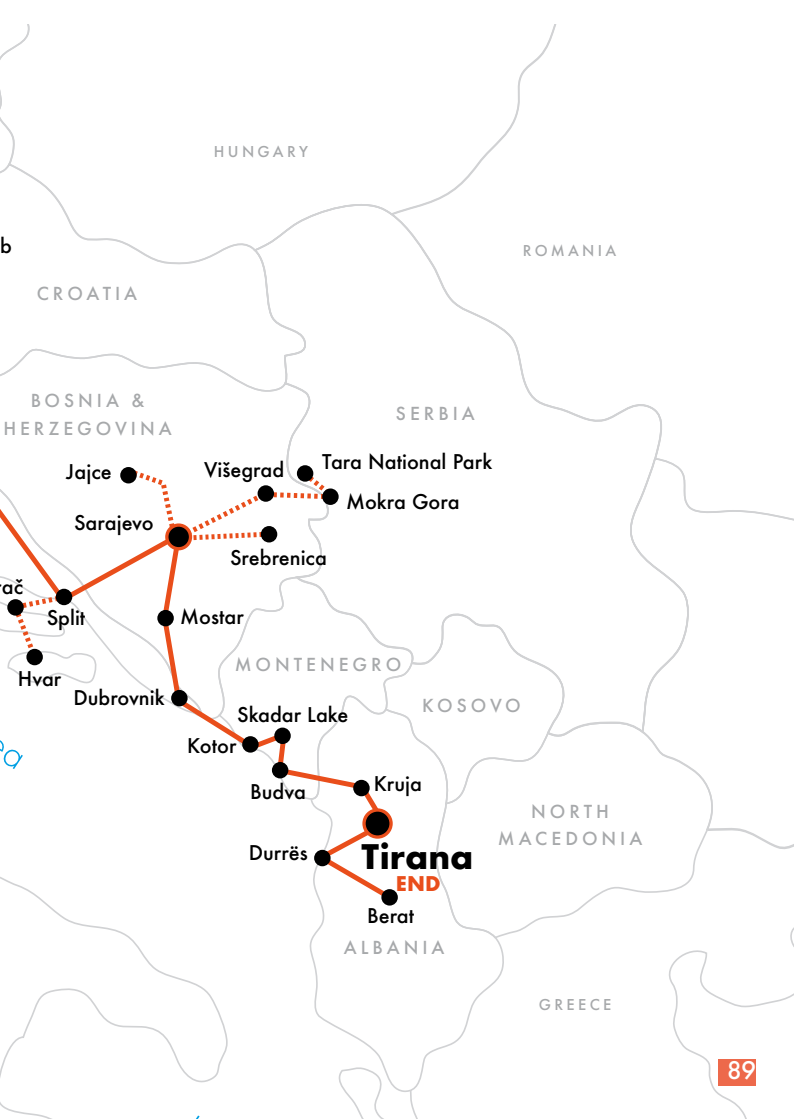 HUNGARY
b
ROMANIA
CROATIA
BOSNIA &
HERZEGOVINA
SERBIA
Jajce
Višegrad
Tara National Park
Mokra Gora
Sarajevo
Srebrenica
ač
Split
Mostar
Hvar
MONTENEGRO
Dubrovnik
KOSOVO
Skadar Lake
Kotor
Budva
Kruja
NORTH
MACEDONIA
Durrës
Tirana
END
Berat
ALBANIA
GREECE
89